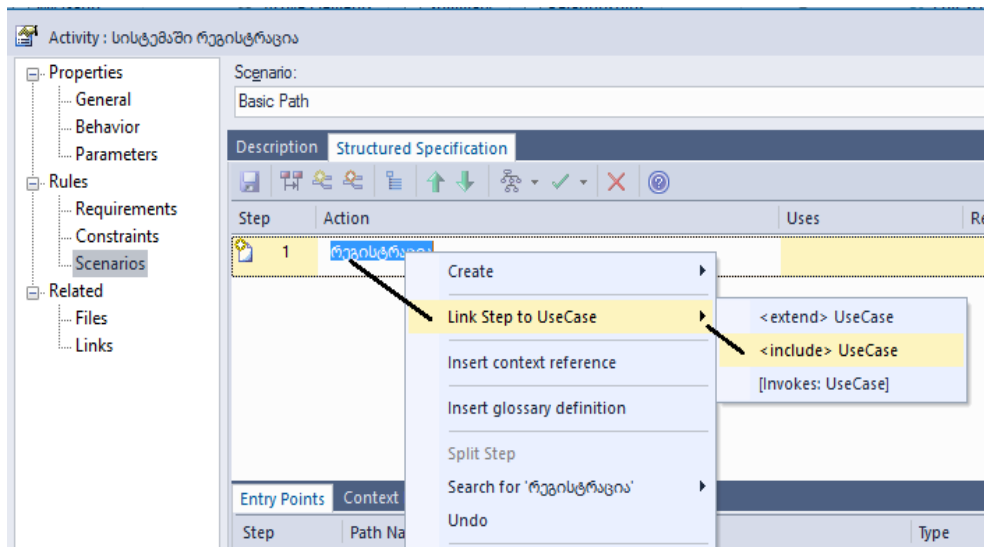 Activity : სისტემაში რეგისტრაცია
Properties
General
Behavior
Parameters
Rules
Requirements
Constraints
Scenarios
Related
Files
Links
Scenario:
Basic Path
Description Structured Specification
Step Action Uses
1 რეგისტრაცია
Create
Link Step to UseCase
Insert context reference
Insert glossary definition
Split Step
Search for 'რეგისტრაცია'
Undo
<extend> UseCase
<include> UseCase
[Invokes: UseCase]
Entry Points Context
Step Path Na Type